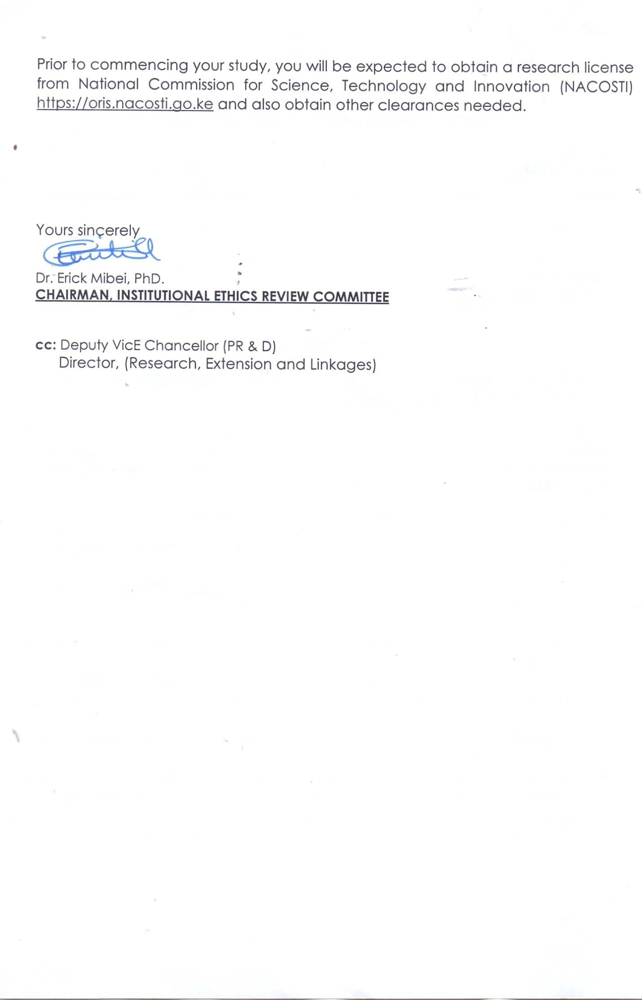 Prior to commencing your study, you will be expected to obtain a research license
from National Commission for Science, Technology and Innovation (NACOSTI)
https://oris.nacosti.go.ke and also obtain other clearances needed.
Yours sincerely
Dr. Erick Mibei, PhD.
CHAIRMAN, INSTITUTIONAL ETHICS REVIEW COMMITTEE
cc: Deputy VicE Chancellor (PR & D)
Director, (Research, Extension and Linkages)